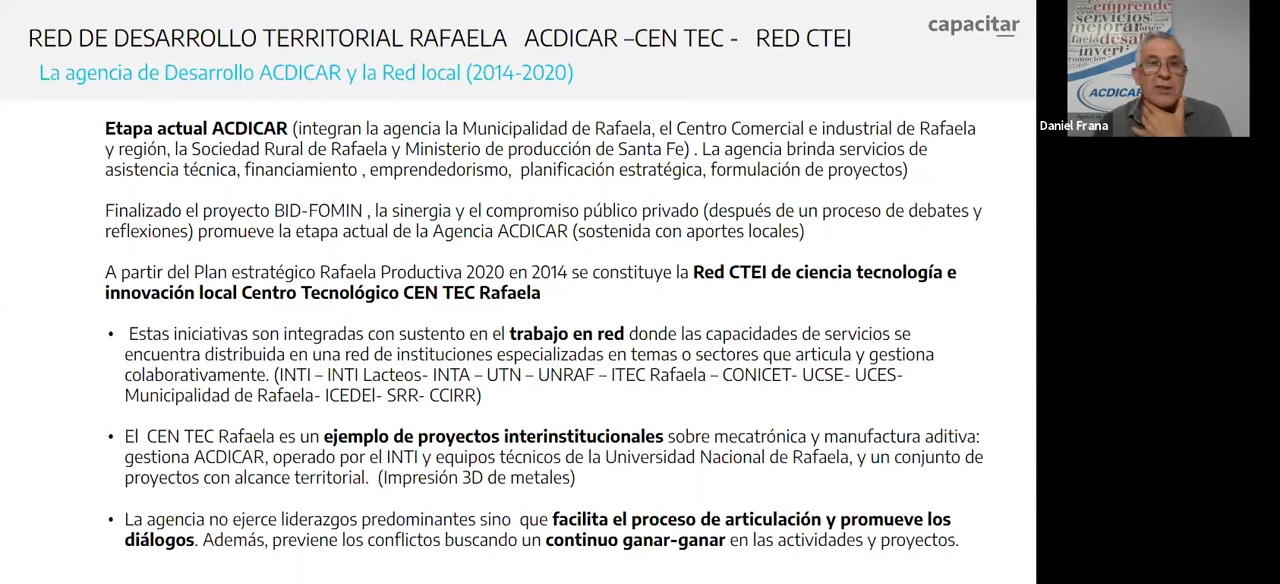 RED DE DESARROLLO TERRITORIAL RAFAELA ACDICAR –CEN TEC - RED CTEI
capacitar
La agencia de Desarrollo ACDICAR y la Red local (2014-2020)
Etapa actual ACDICAR (integran la agencia la Municipalidad de Rafaela, el Centro Comercial e industrial de Rafaela
y región, la Sociedad Rural de Rafaela y Ministerio de producción de Santa Fe) . La agencia brinda servicios de
asistencia técnica, financiamiento , emprendedorismo, planificación estratégica, formulación de proyectos)
Finalizado el proyecto BID-FOMIN , la sinergia y el compromiso público privado (después de un proceso de debates y
reflexiones) promueve la etapa actual de la Agencia ACDICAR (sostenida con aportes locales)
A partir del Plan estratégico Rafaela Productiva 2020 en 2014 se constituye la Red CTEI de ciencia tecnología e
innovación local Centro Tecnológico CEN TEC Rafaela
• Estas iniciativas son integradas con sustento en el trabajo en red donde las capacidades de servicios se
encuentra distribuida en una red de instituciones especializadas en temas o sectores que articula y gestiona
colaborativamente. (INTI – INTI Lacteos- INTA – UTN – UNRAF – ITEC Rafaela – CONICET- UCSE- UCES-
Municipalidad de Rafaela- ICEDEl- SRR- CCIRR)
• El CEN TEC Rafaela es un ejemplo de proyectos interinstitucionales sobre mecatrónica y manufactura aditiva:
gestiona ACDICAR, operado por el INTI y equipos técnicos de la Universidad Nacional de Rafaela, y un conjunto de
proyectos con alcance territorial. (Impresión 3D de metales)
• La agencia no ejerce liderazgos predominantes sino que facilita el proceso de articulación y promueve los
diálogos. Además, previene los conflictos buscando un continuo ganar-ganar en las actividades y proyectos.
emprende
servicios
mejorar
faela desa
inverti
ACDICAR
Daniel Frana